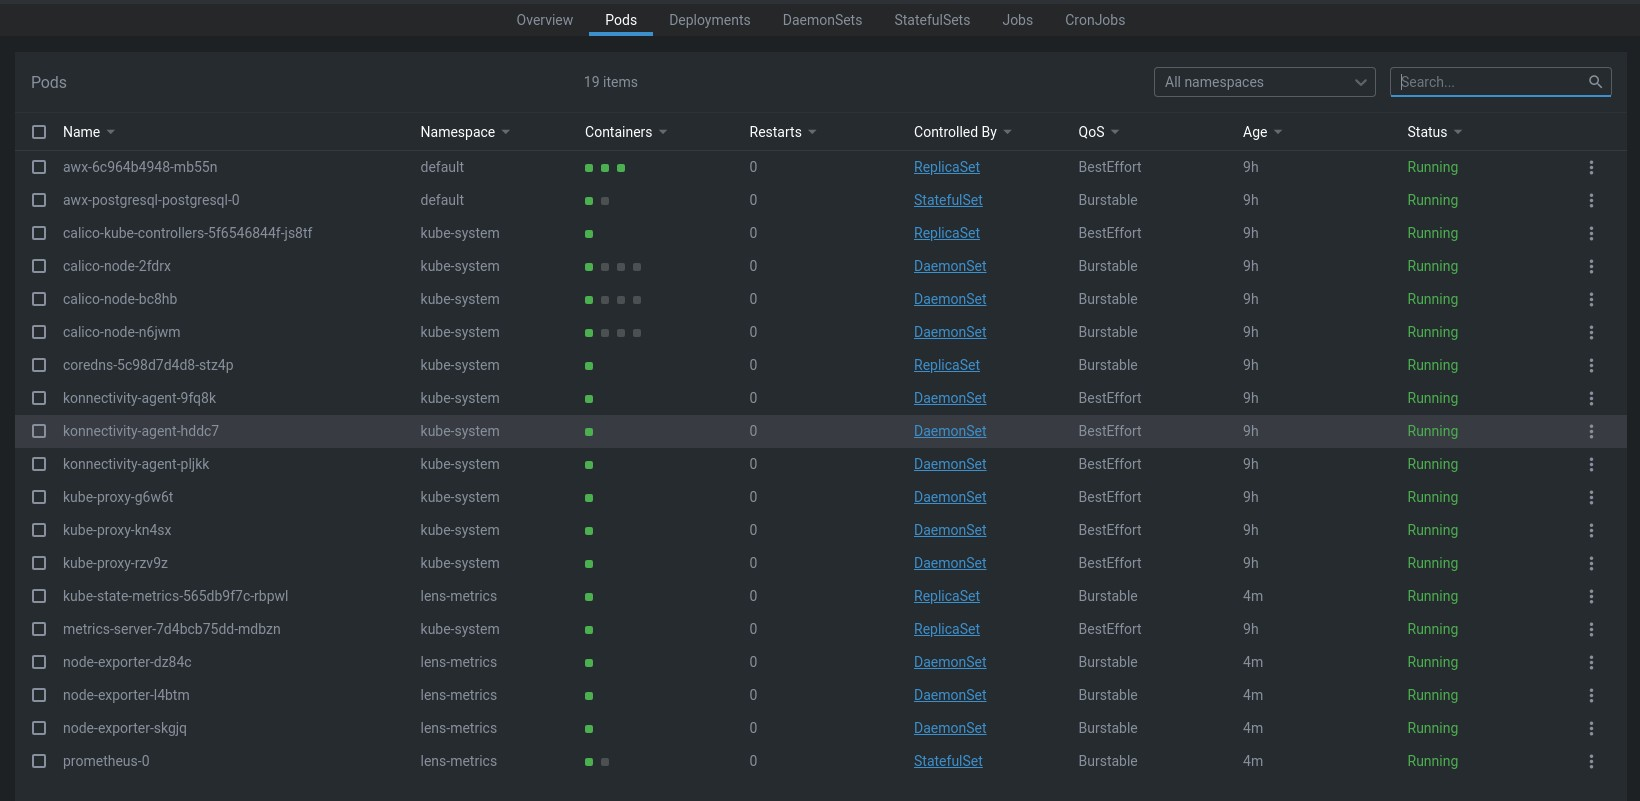 Overview Pods Deployments DaemonSets StatefulSets Jobs CronJobs
Pods 19 items All namespaces Search...
Name Namespace Containers Restarts Controlled By QoS Age Status
awx-6c964b4948-mb55n default 0 ReplicaSet BestEffort 9h Running
awx-postgresql-postgresql-0 default 0 StatefulSet Burstable 9h Running
calico-kube-controllers-5f6546844f-js8tf kube-system 0 ReplicaSet BestEffort 9h Running
calico-node-2fdrx kube-system 0 DaemonSet Burstable 9h Running
calico-node-bc8hb kube-system 0 DaemonSet Burstable 9h Running
calico-node-n6jwm kube-system 0 DaemonSet Burstable 9h Running
coredns-5c98d7d4d8-stz4p kube-system 0 ReplicaSet Burstable 9h Running
konnectivity-agent-9fq8k kube-system 0 DaemonSet BestEffort 9h Running
konnectivity-agent-hddc7 kube-system 0 DaemonSet BestEffort 9h Running
konnectivity-agent-pljkk kube-system 0 DaemonSet BestEffort 9h Running
kube-proxy-g6w6t kube-system 0 DaemonSet BestEffort 9h Running
kube-proxy-kn4sx kube-system 0 DaemonSet BestEffort 9h Running
kube-proxy-rzv9z kube-system 0 DaemonSet BestEffort 9h Running
kube-state-metrics-565db9f7c-rbpwl lens-metrics 0 ReplicaSet Burstable 4m Running
metrics-server-7d4bcb75dd-mdbzn kube-system 0 ReplicaSet BestEffort 9h Running
node-exporter-dz84c lens-metrics 0 DaemonSet Burstable 4m Running
node-exporter-l4btm lens-metrics 0 DaemonSet Burstable 4m Running
node-exporter-skgjq lens-metrics 0 DaemonSet Burstable 4m Running
prometheus-0 lens-metrics 0 StatefulSet Burstable 4m Running